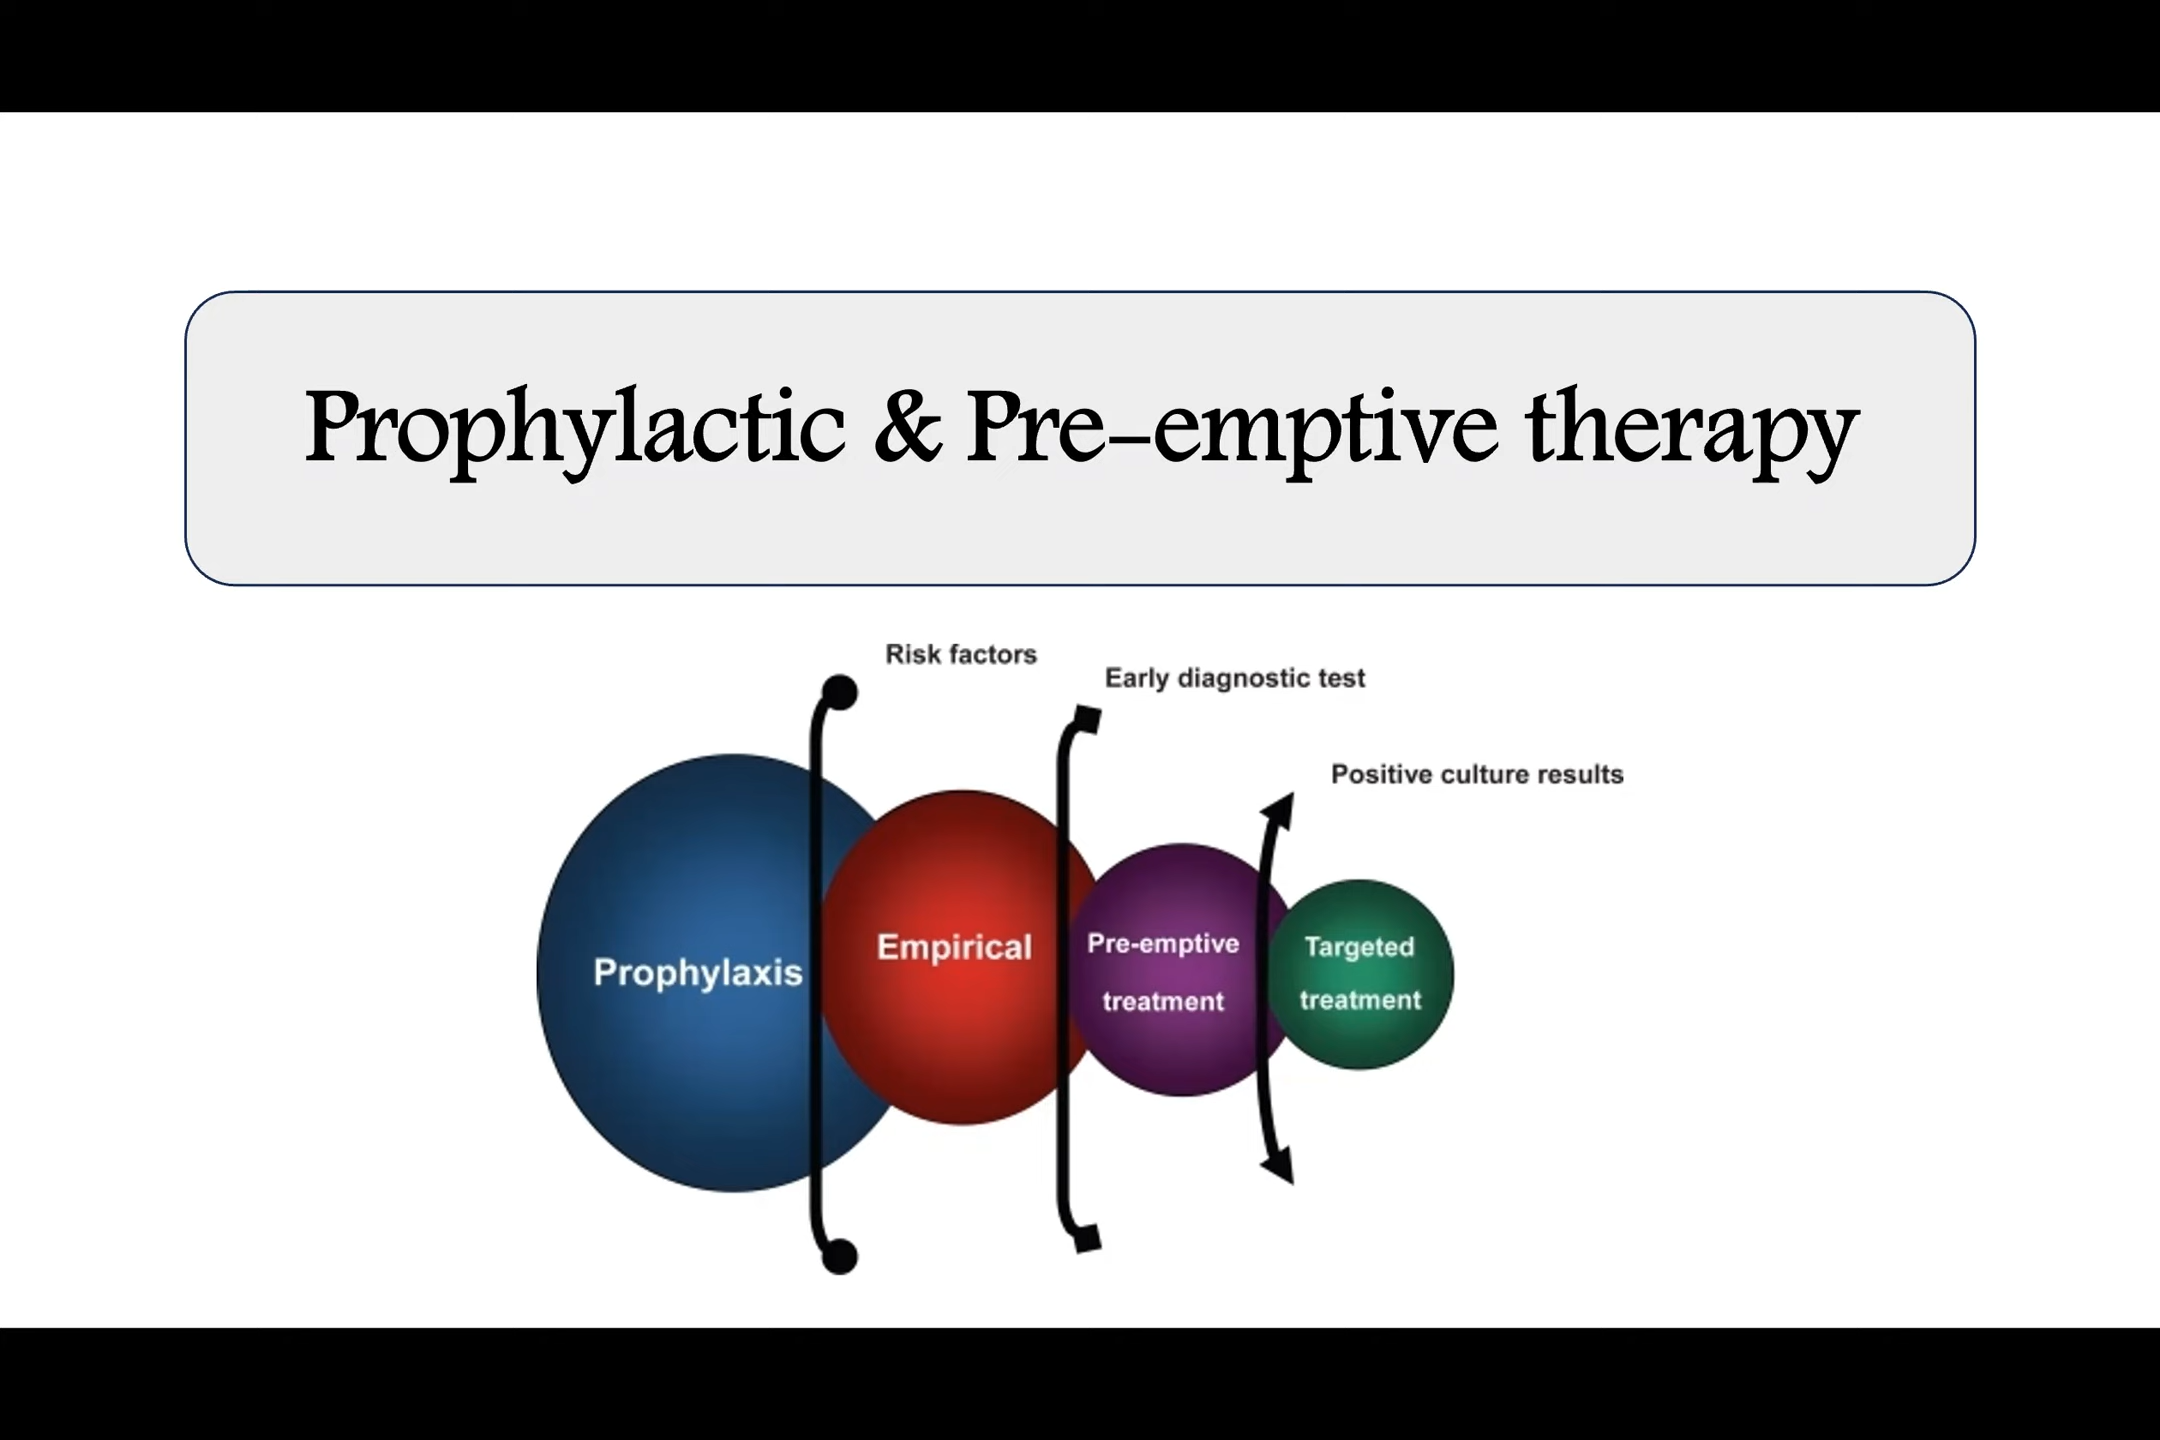 Prophylactic & Pre-emptive therapy
Risk factors
Early diagnostic test
Positive culture results
Prophylaxis
Empirical
Pre-emptive
treatment
Targeted
treatment